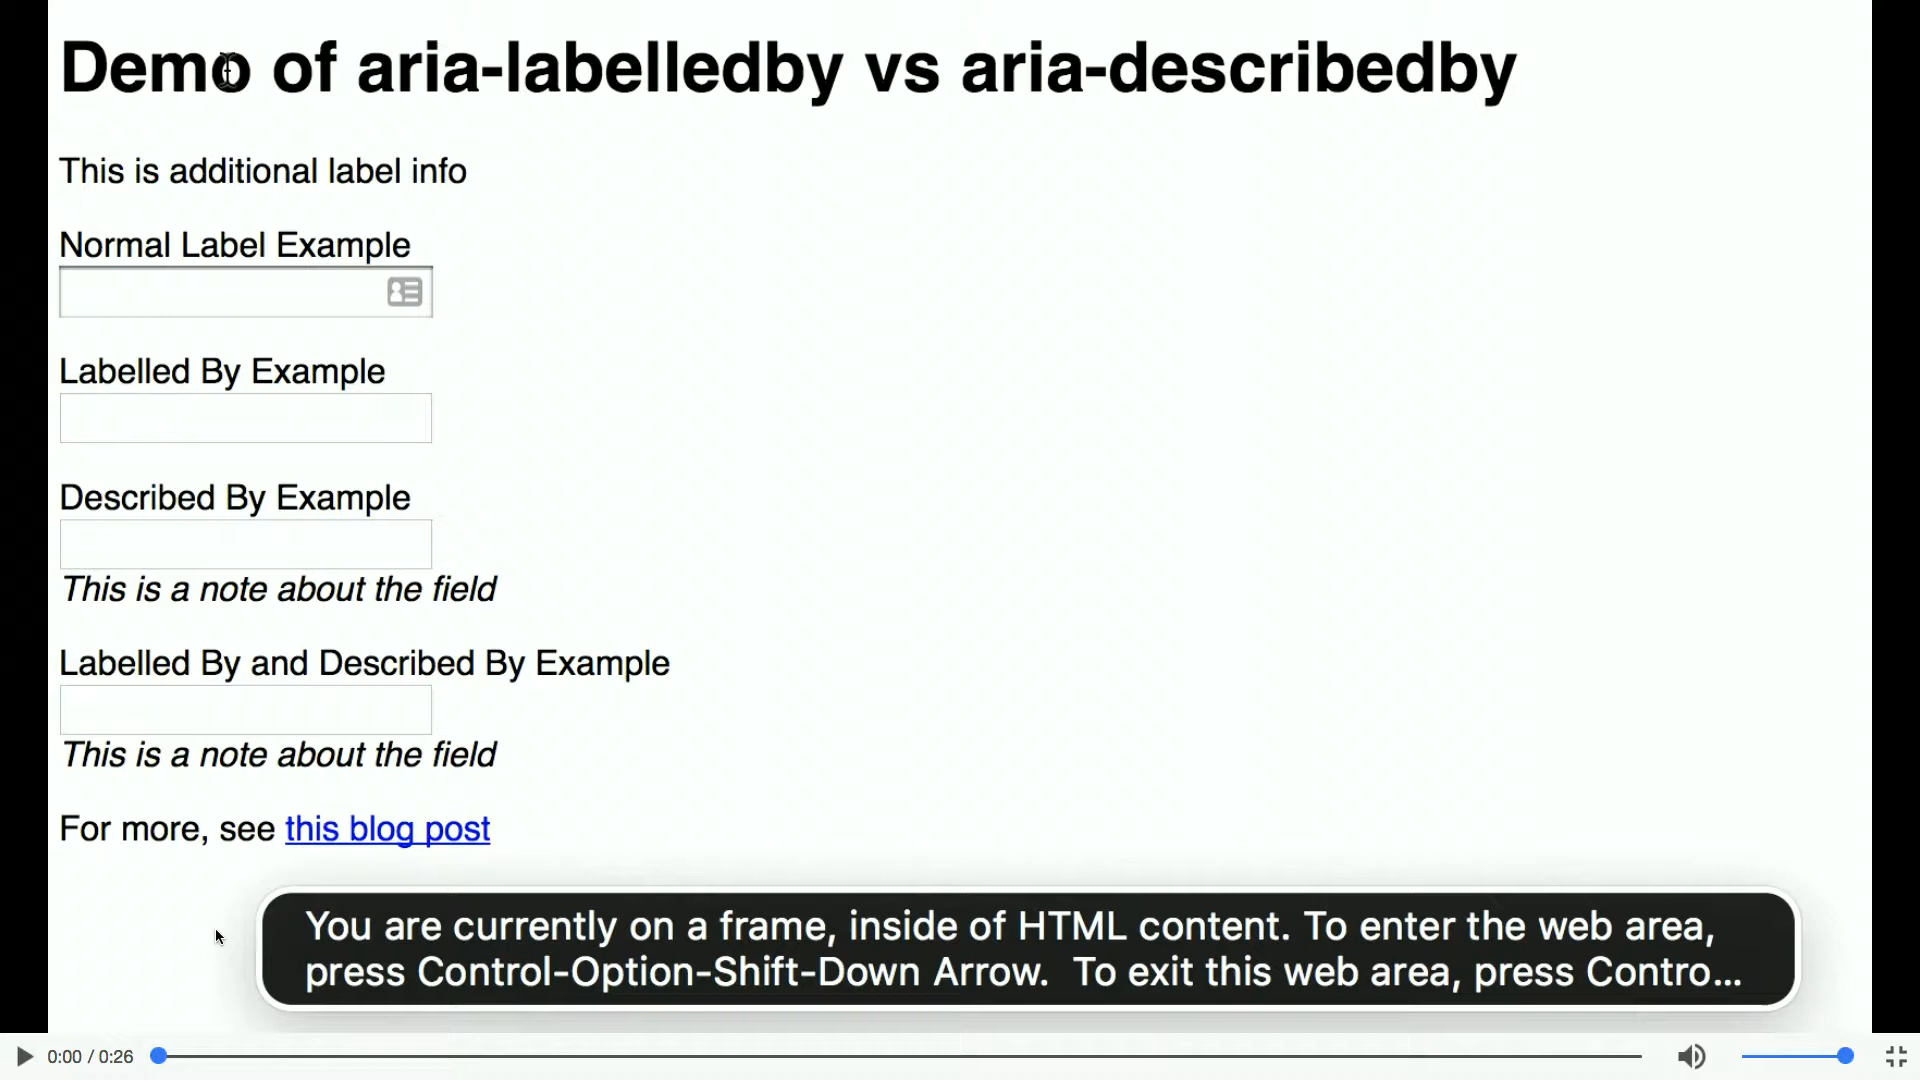 Demo of aria-labelledby vs aria-describedby
This is additional label info
Normal Label Example
Labelled By Example
Described By Example
This is a note about the field
Labelled By and Described By Example
This is a note about the field
For more, see this blog post
You are currently on a frame, inside of HTML content. To enter the web area,
press Control-Option-Shift-Down Arrow.  To exit this web area, press Contro...
0:00 / 0:26